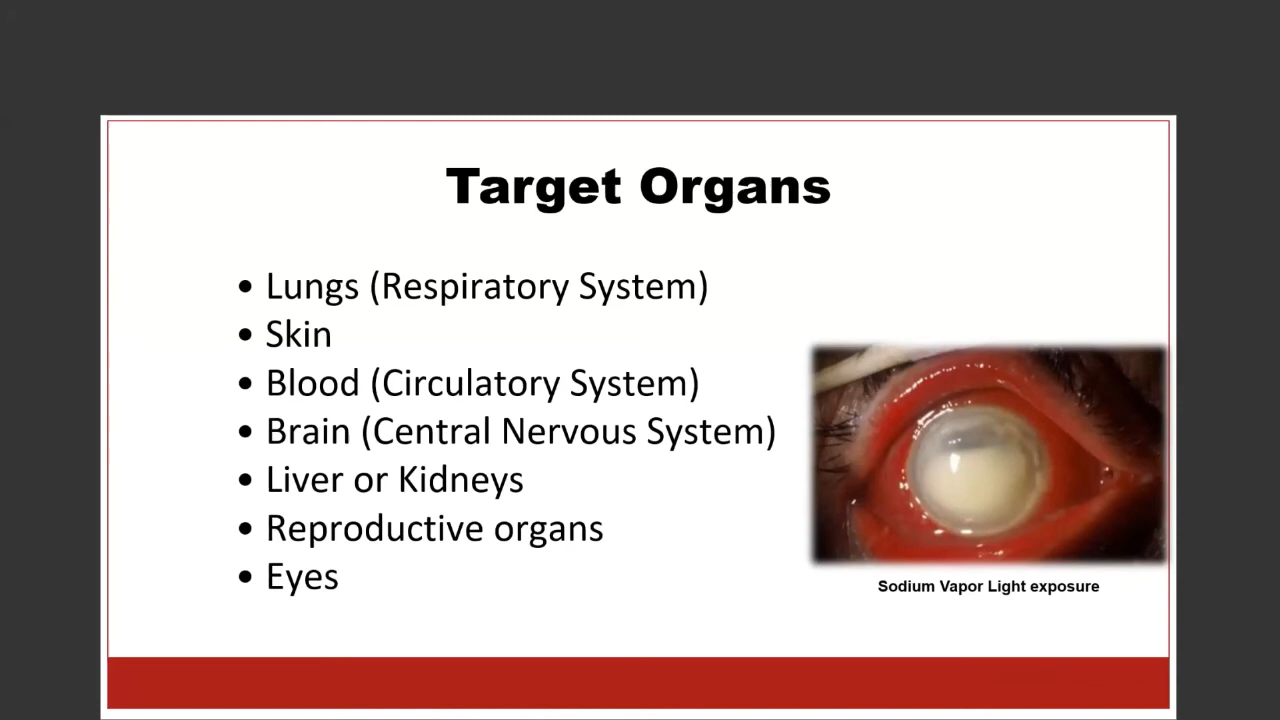 Target Organs
• Lungs (Respiratory System)
• Skin
• Blood (Circulatory System)
• Brain (Central Nervous System)
• Liver or Kidneys
• Reproductive organs
• Eyes
Sodium Vapor Light exposure